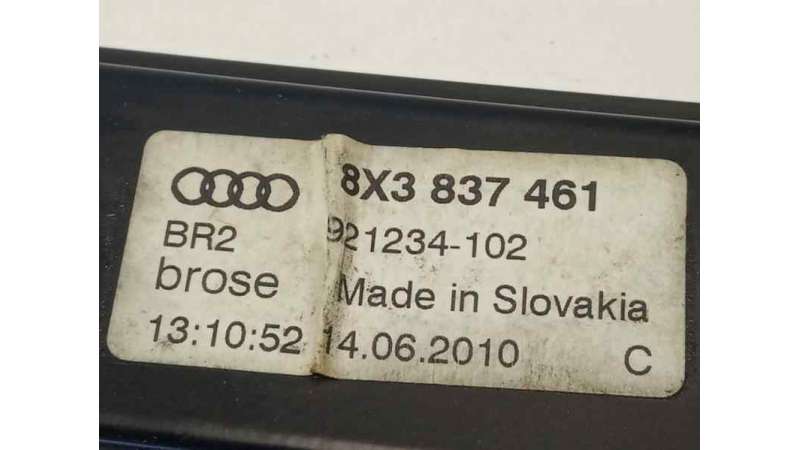 8X3 837 461
BR2 921234-102
brose Made in Slovakia
13:10:52 14.06.2010 C